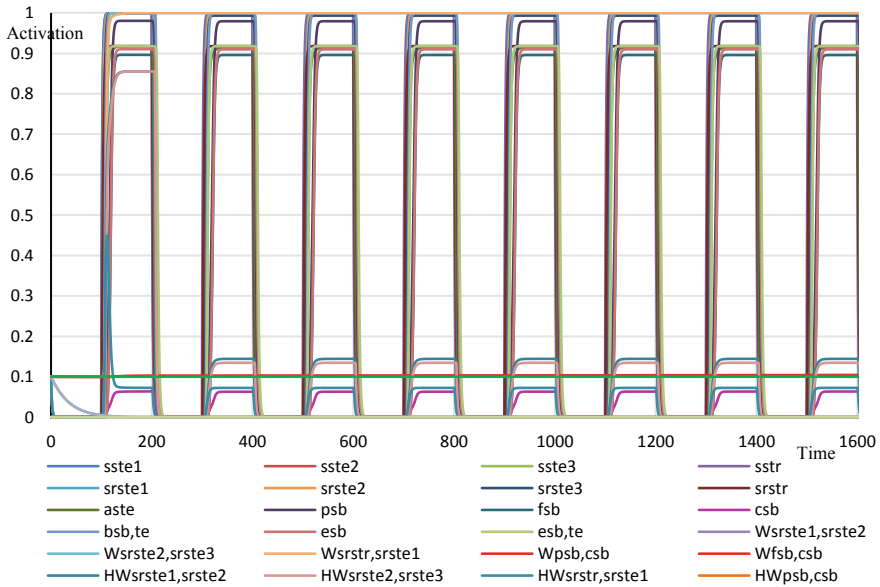 1
Activation
0.9
0.8
0.7
0.6
0.5
0.4
0.3
0.2
0.1
0
0 200 400 600 800 1000 1200 1400 1600
Time
sste1 sste2 sste3 sstr
srste1 srste2 srste3 srstr
aste psb fsb csb
bsb,te esb esb,te Wsrste1,srste2
Wsrste2,srste3 Wsrstr,srste1 Wpsb,csb Wfsb,csb
HWsrste1,srste2 HWsrste2,srste3 HWsrstr,srste1 HWpsb,csb